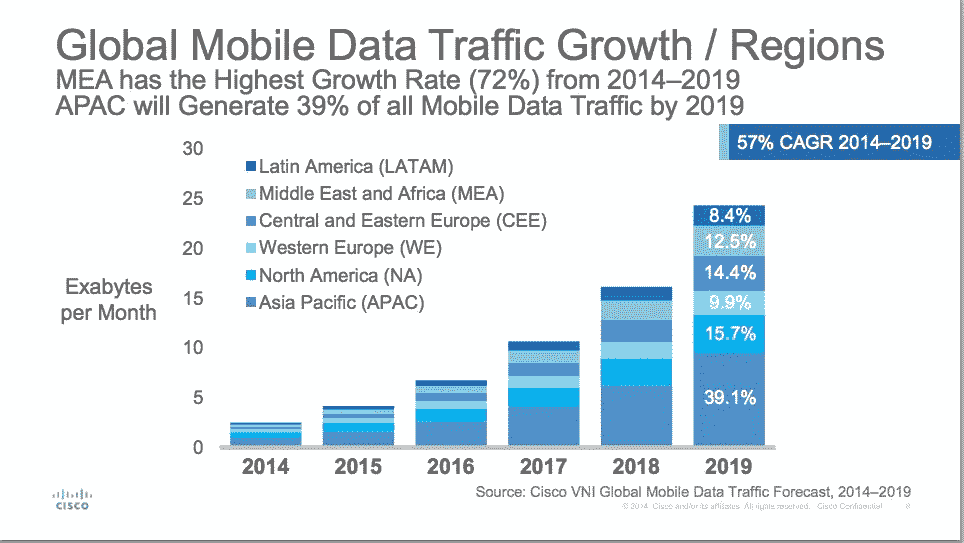 Global Mobile Data Traffic Growth / Regions
MEA has the Highest Growth Rate (72%) from 2014–2019
APAC will Generate 39% of all Mobile Data Traffic by 2019
57% CAGR 2014–2019
30
25
20
15
10
5
0
Exabytes
per Month
Latin America (LATAM)
Middle East and Africa (MEA)
Central and Eastern Europe (CEE)
Western Europe (WE)
North America (NA)
Asia Pacific (APAC)
8.4%
12.5%
14.4%
9.9%
15.7%
39.1%
2014 2015 2016 2017 2018 2019
Source: Cisco VNI Global Mobile Data Traffic Forecast, 2014–2019
CISCO
© 2014 Cisco and/or its affiliates. All rights reserved. Cisco Confidential